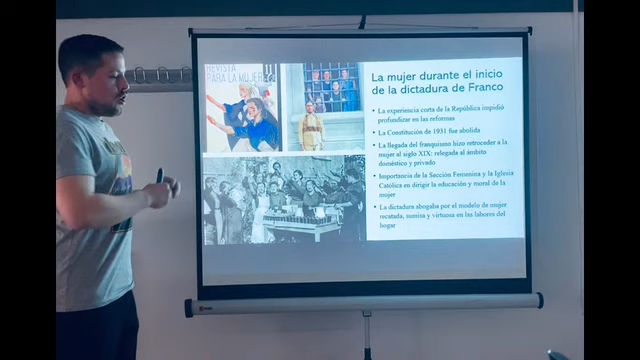 REVISTA
PARA LA MUJER
La mujer durante el inicio
de la dictadura de Franco
• La experiencia corta de la República impidió
profundizar en las reformas
• La Constitución de 1931 fue abolida
• La llegada del franquismo hizo retroceder a la
mujer al siglo XIX: relegada al ámbito
doméstico y privado
• Importancia de la Sección Femenina y la Iglesia
Católica en dirigir la educación y moral de la
mujer
• La dictadura abogaba por el modelo de mujer
recatada, sumisa y virtuosa en las labores del
hogar